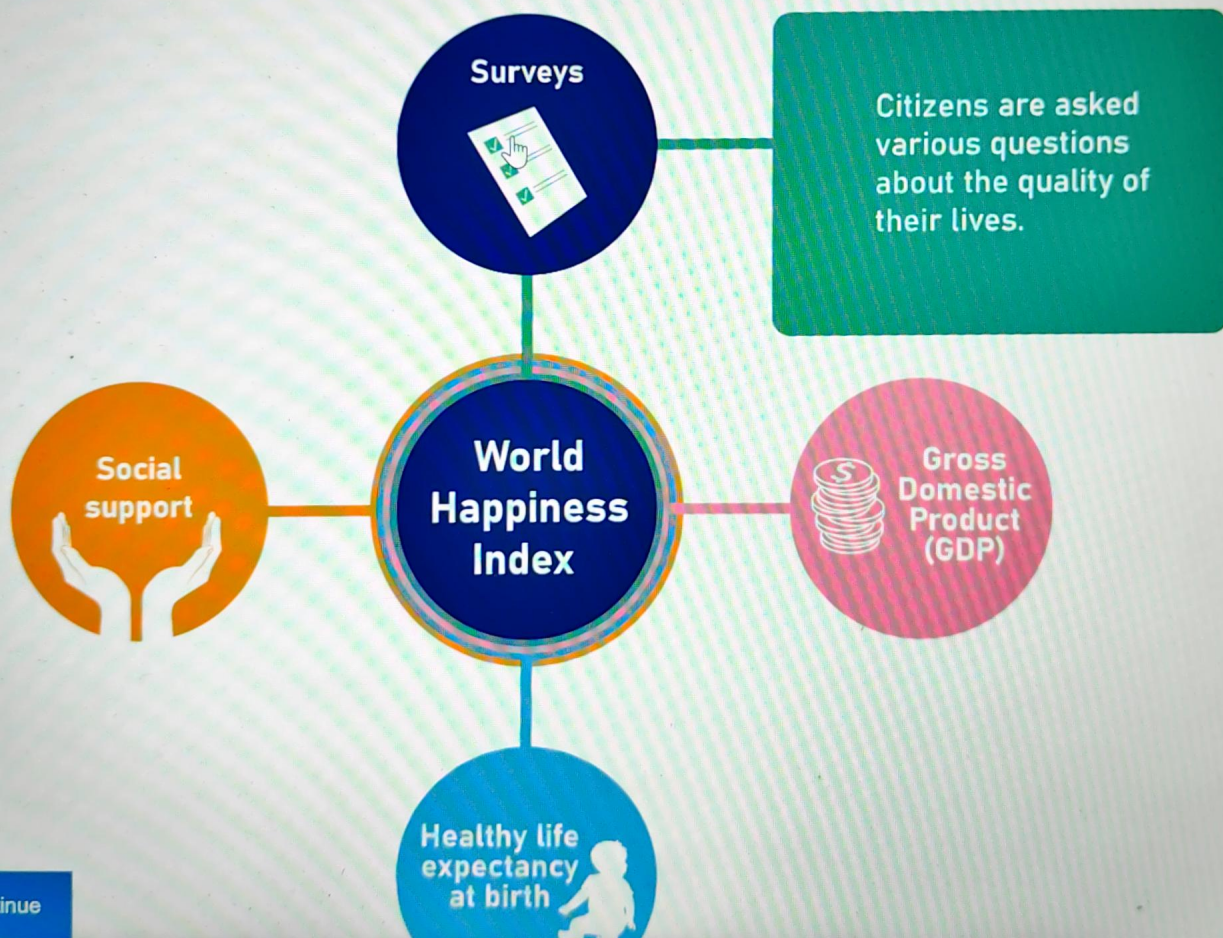 Surveys
Citizens are asked
various questions
about the quality of
their lives.
Social
support
World
Happiness
Index
Gross
Domestic
Product
(GDP)
Healthy life
expectancy
at birth
inue